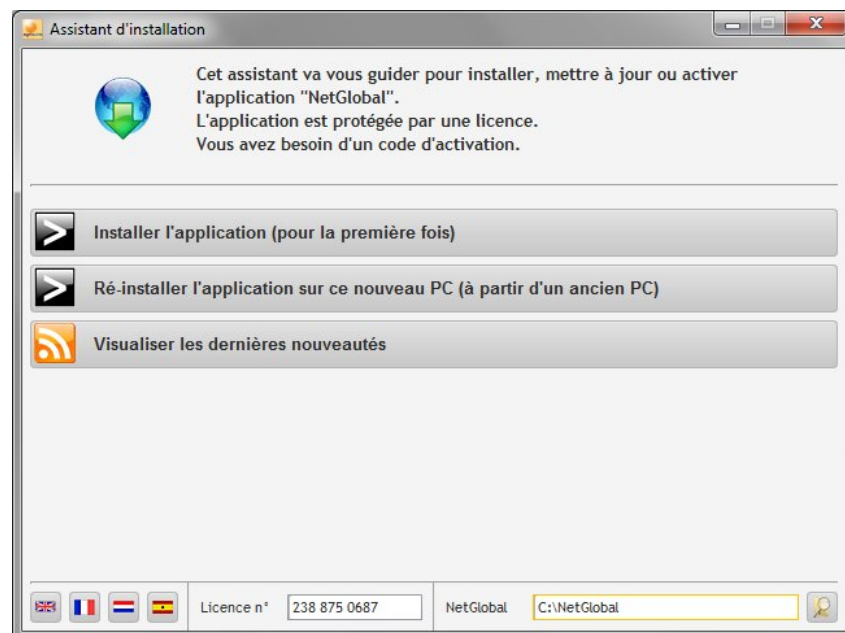 Assistant d'installation
Cet assistant va vous guider pour installer, mettre à jour ou activer
l'application "NetGlobal".
L'application est protégée par une licence.
Vous avez besoin d'un code d'activation.
Installer l'application (pour la première fois)
Ré-installer l'application sur ce nouveau PC (à partir d'un ancien PC)
Visualiser les dernières nouveautés
Licence n° 238 875 0687 NetGlobal C:\NetGlobal